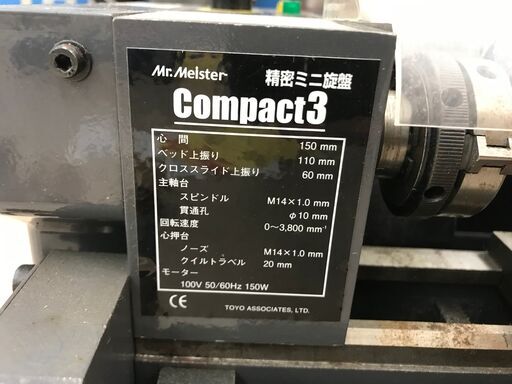 Mr.Meister 精密ミニ旋盤
Compact3
心 間 150 mm
ベッド上振り 110 mm
クロススライド上振り 60 mm
主軸台
スピンドル M14×1.0 mm
貫通孔 φ10 mm
回転速度 0～3,800 mm⁻¹
心押台
ノーズ M14×1.0 mm
クイルトラベル 20 mm
モーター
100V 50/60Hz 150W
CE TOYO ASSOCIATES, LTD.